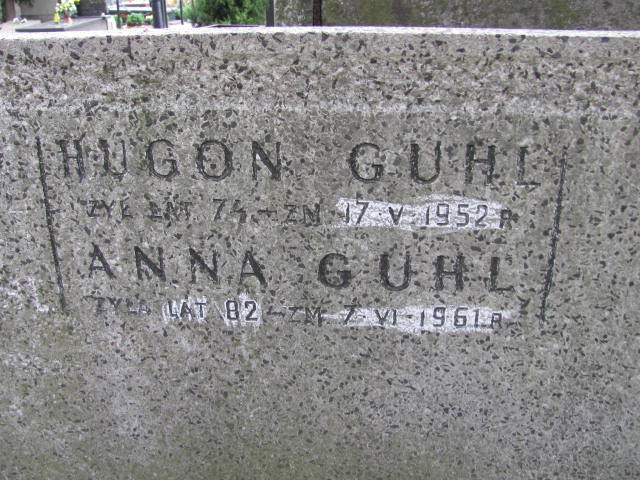 HUGON GUHL
ŻYŁ LAT 74 - ZM 17 V 1952 R
ANNA GUHL
ŻYŁA LAT 82 - ZM 7 VI 1961 R